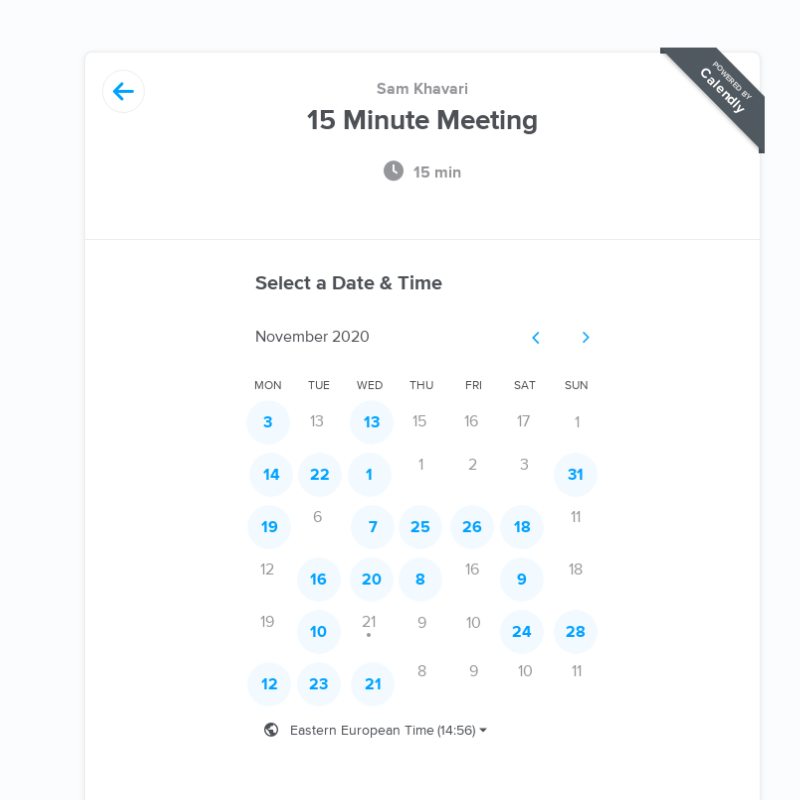 POWERED BY
Calendly
Sam Khavari
15 Minute Meeting
15 min
Select a Date & Time
November 2020
MON TUE WED THU FRI SAT SUN
3 13 13 15 16 17 1
14 22 1 1 2 3 31
19 6 7 25 26 18 11
12 16 20 8 16 9 18
19 10 21 9 10 24 28
12 23 21 8 9 10 11
Eastern European Time (14:56)